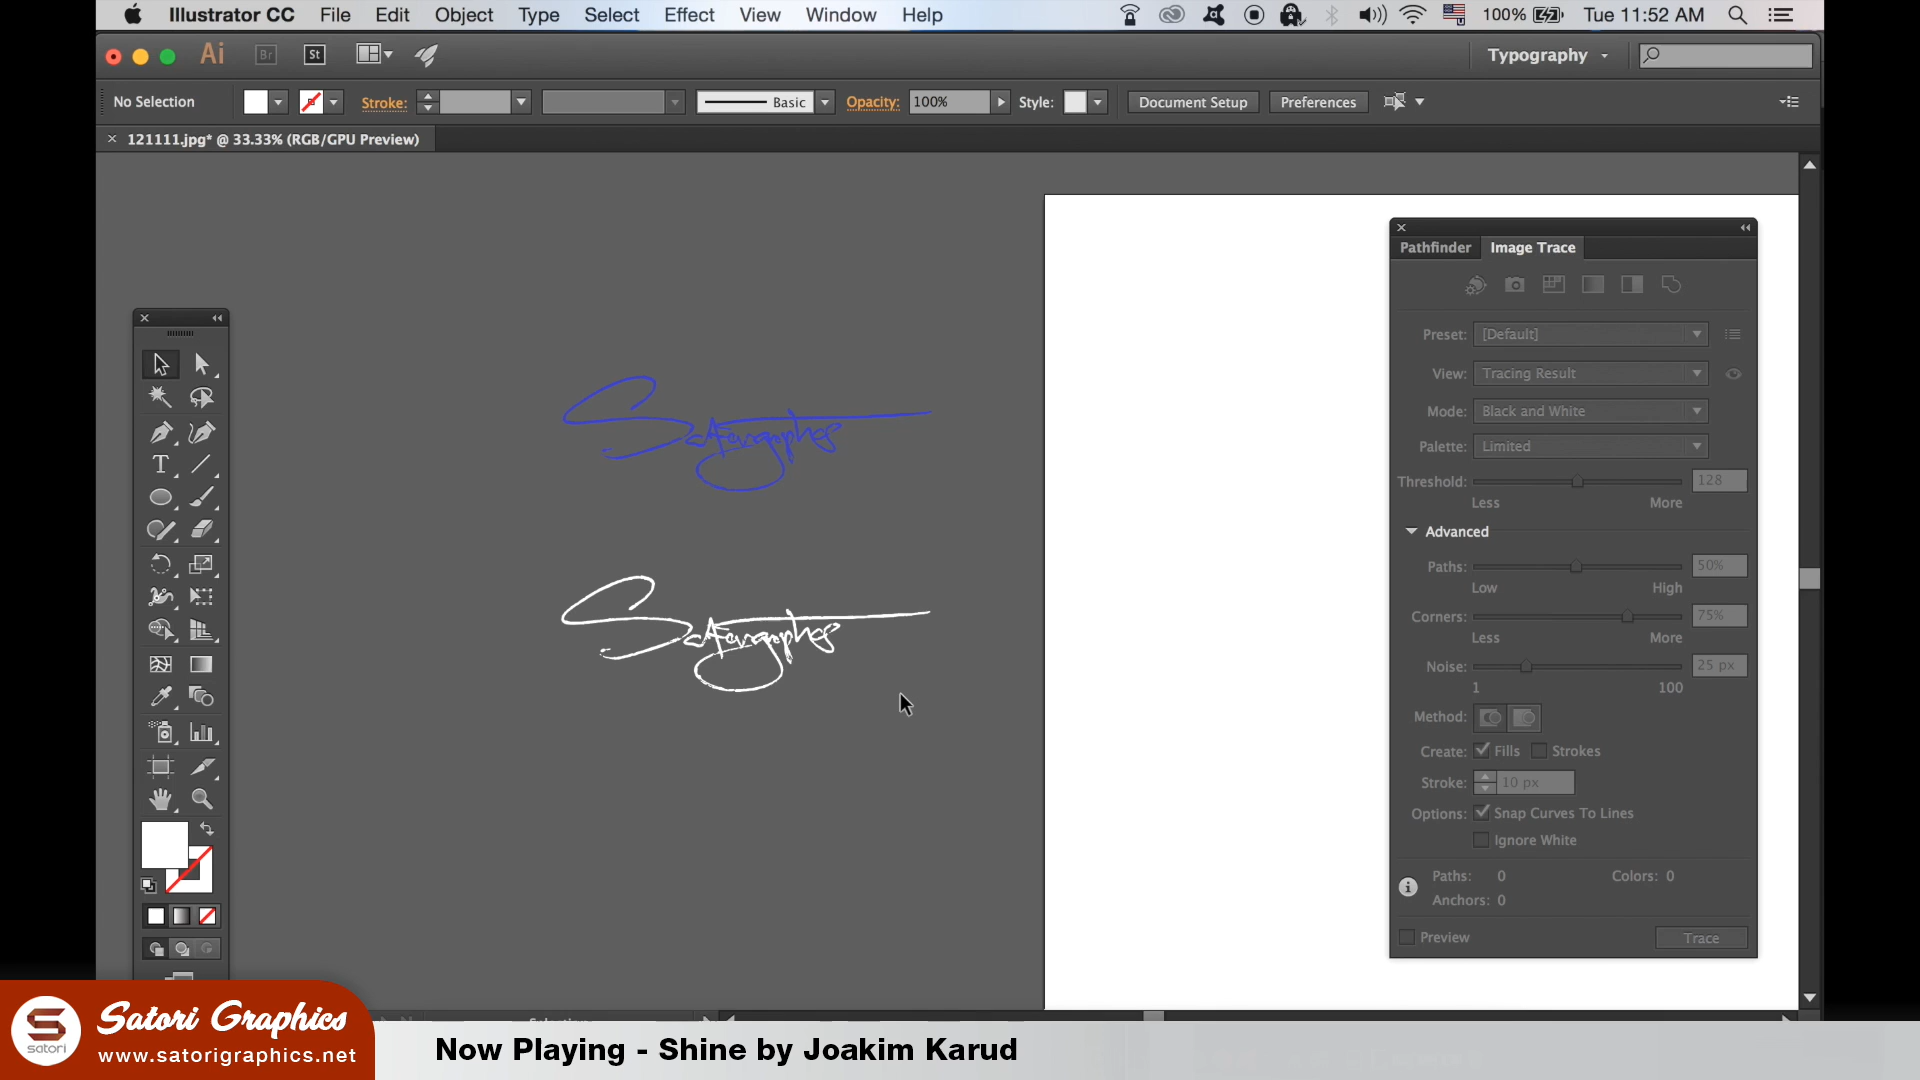 Illustrator CC File Edit Object Type Select Effect View Window Help 100% Tue 11:52 AM
Ai Br St Typography
No Selection Stroke: Basic Opacity: 100% Style: Document Setup Preferences
× 121111.jpg* @ 33.33% (RGB/GPU Preview)
Pathfinder Image Trace
Preset: [Default]
View: Tracing Result
Mode: Black and White
Palette: Limited
Threshold: 128
Less More
Advanced
Paths: 50%
Low High
Corners: 75%
Less More
Noise: 25 px
1 100
Method:
Create: Fills Strokes
Stroke: 10 px
Options: Snap Curves To Lines
Ignore White
Paths: 0 Colors: 0
Anchors: 0
Preview Trace
Satori Graphics
satori
www.satorigraphics.net
Now Playing - Shine by Joakim Karud